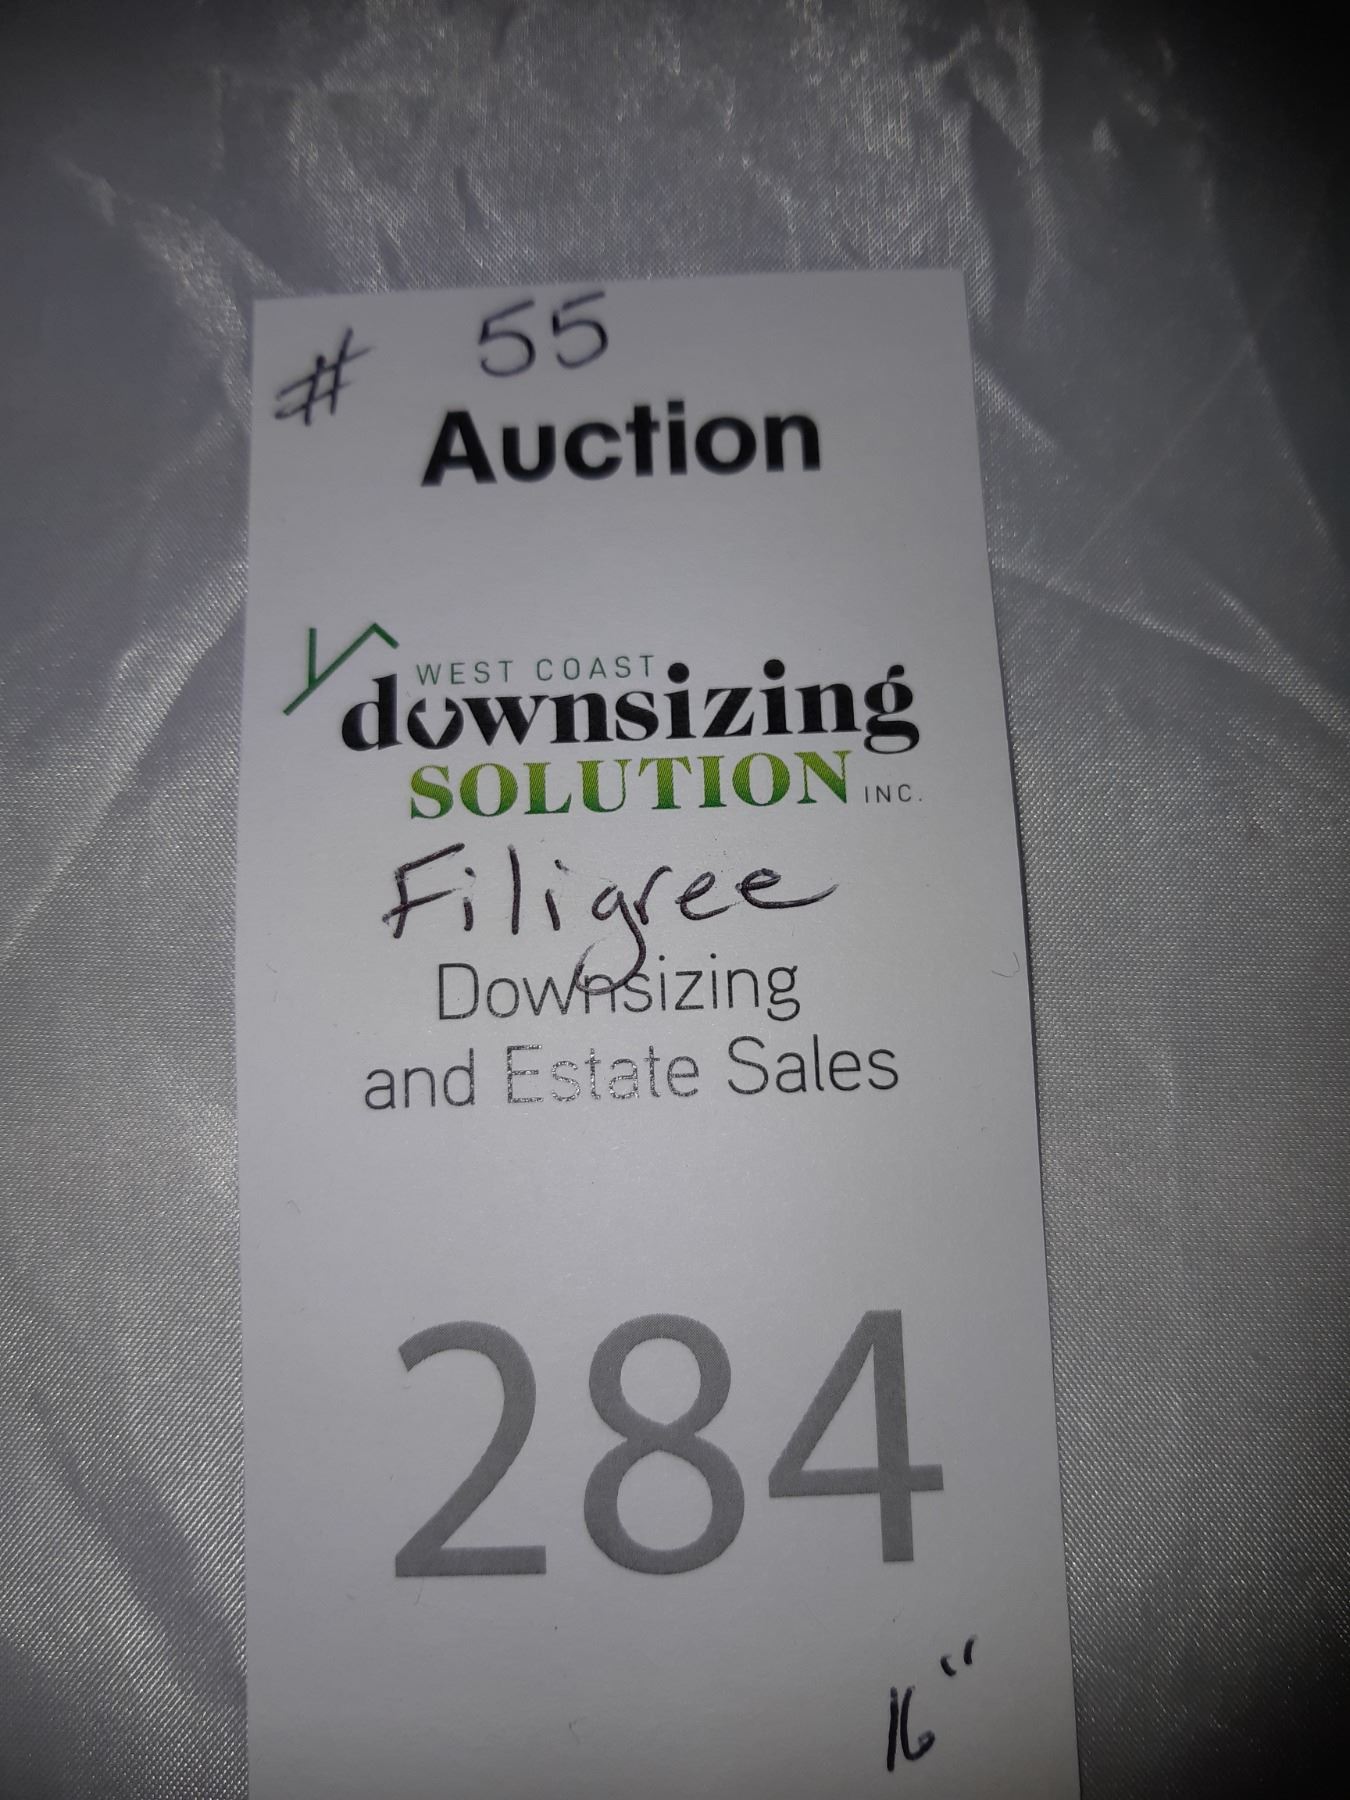 # 55
Auction
WEST COAST
downsizing
SOLUTION INC.
Filigree
Downsizing
and Estate Sales
284
16"